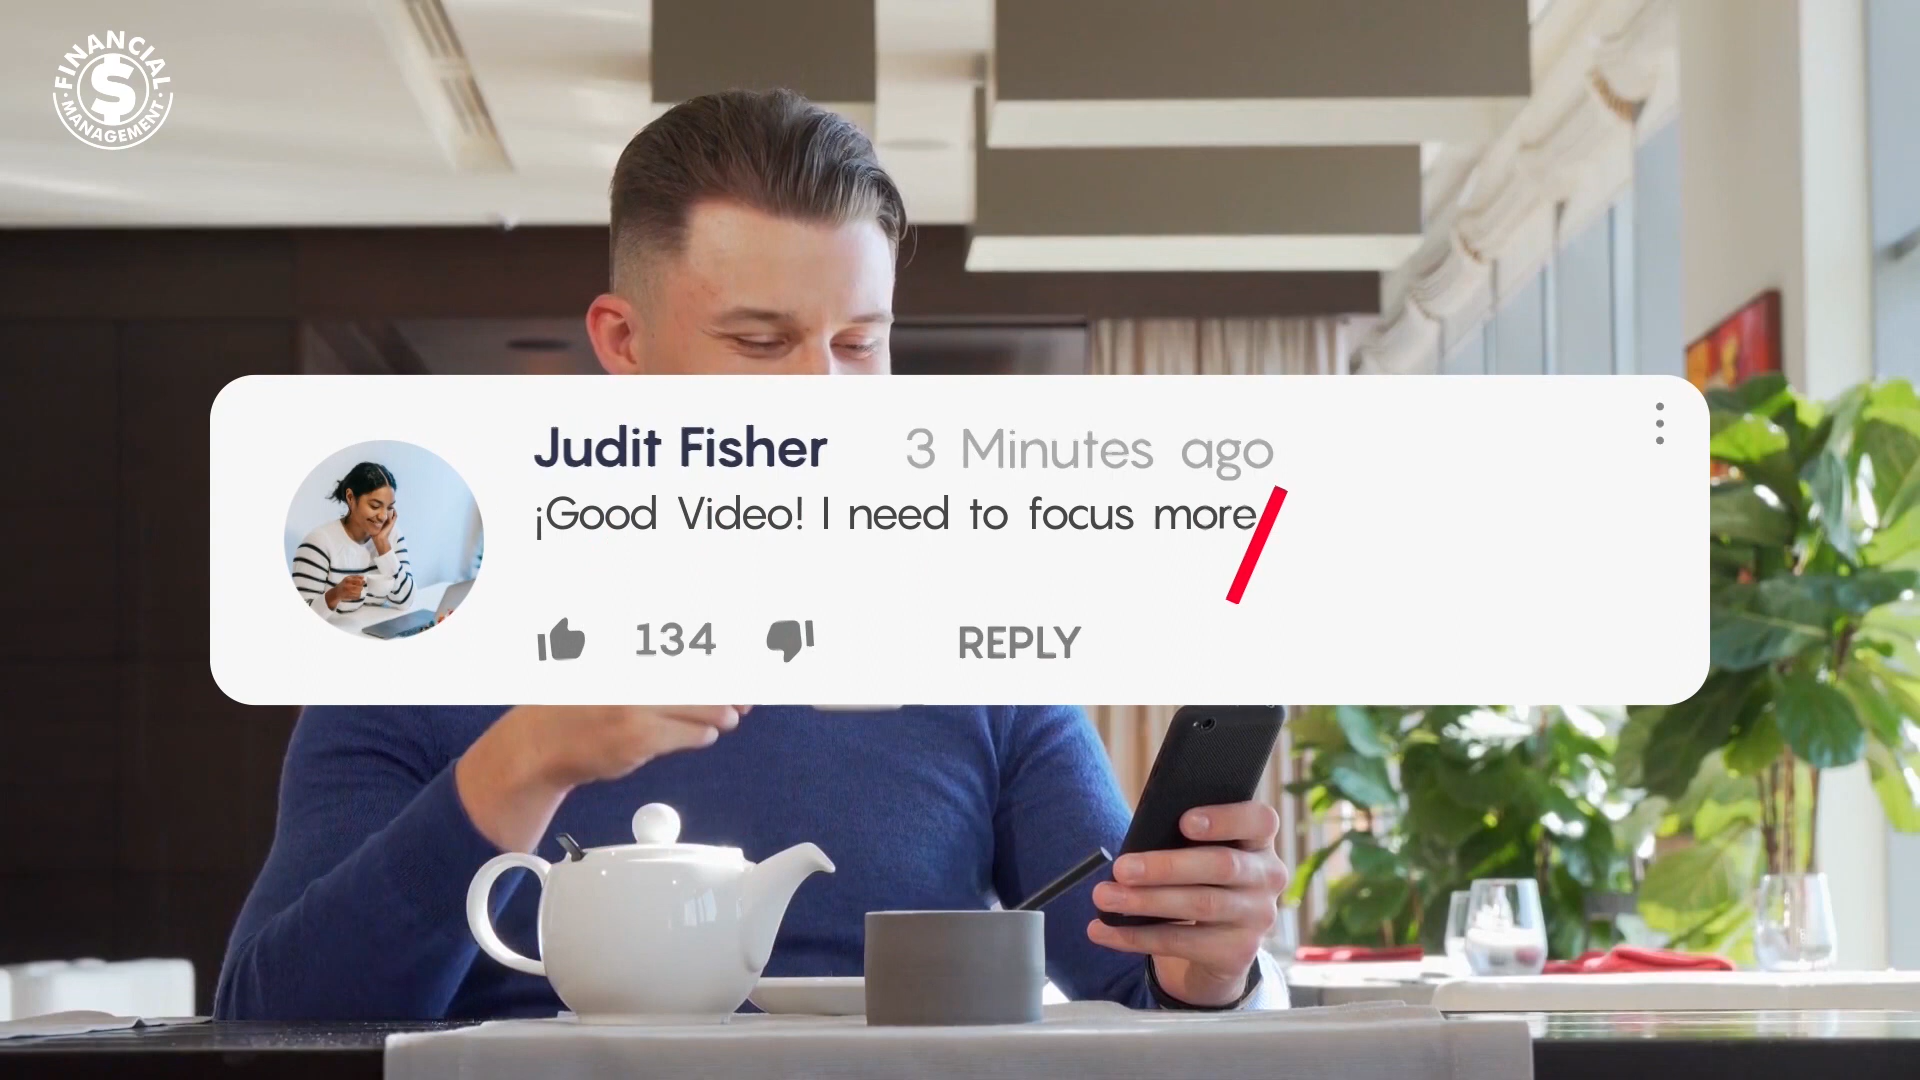 FINANCIAL
MANAGEMENT
Judit Fisher 3 Minutes ago
¡Good Video! I need to focus more
134 REPLY